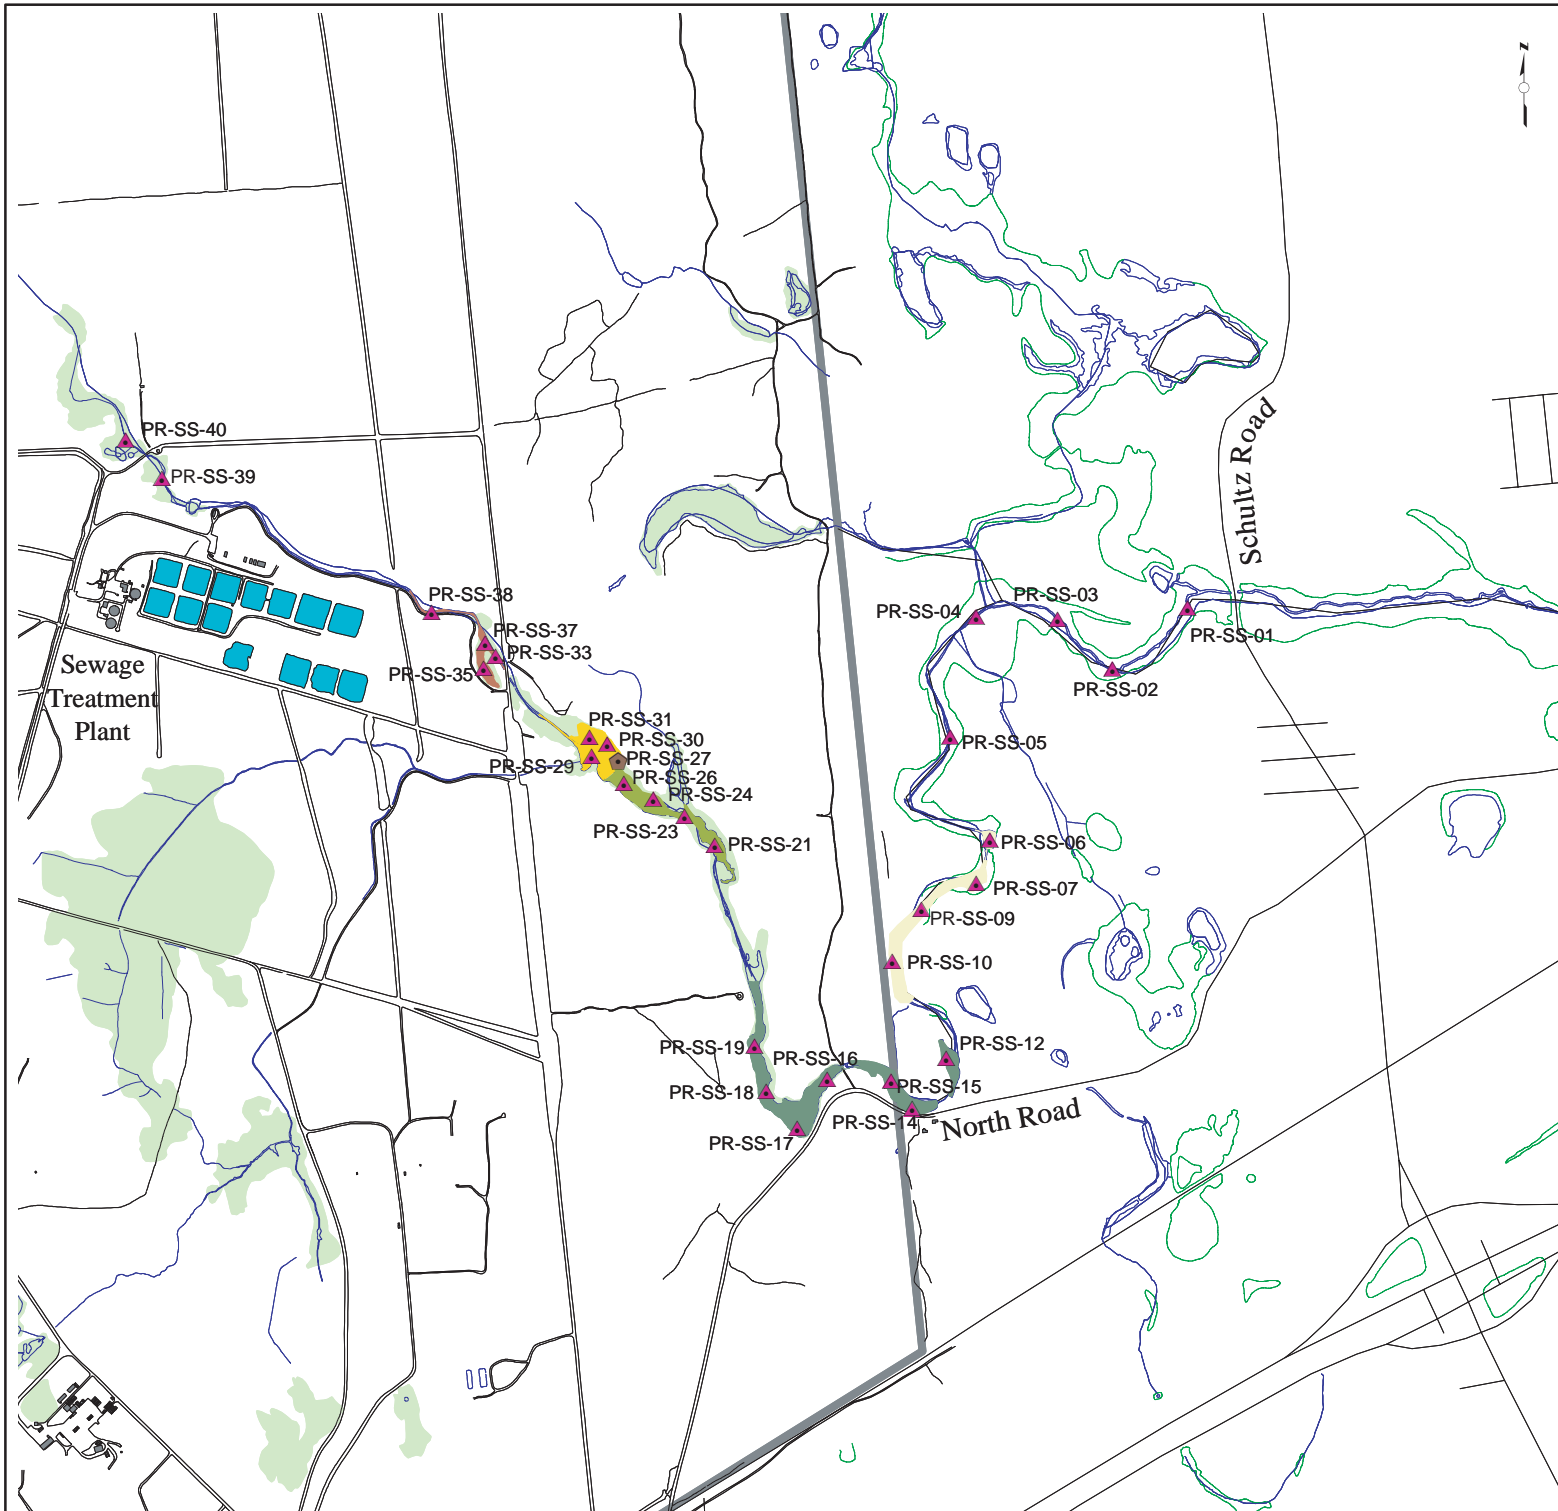 z
PR-SS-40
PR-SS-39
Schultz Road
PR-SS-38
PR-SS-03
PR-SS-04
PR-SS-01
PR-SS-37
PR-SS-33
PR-SS-35
Sewage
Treatment
Plant
PR-SS-02
PR-SS-31
PR-SS-30
PR-SS-05
PR-SS-27
PR-SS-29
PR-SS-26
PR-SS-24
PR-SS-23
PR-SS-21
PR-SS-06
PR-SS-07
PR-SS-09
PR-SS-10
PR-SS-12
PR-SS-19
PR-SS-16
PR-SS-15
PR-SS-18
PR-SS-14
North Road
PR-SS-17